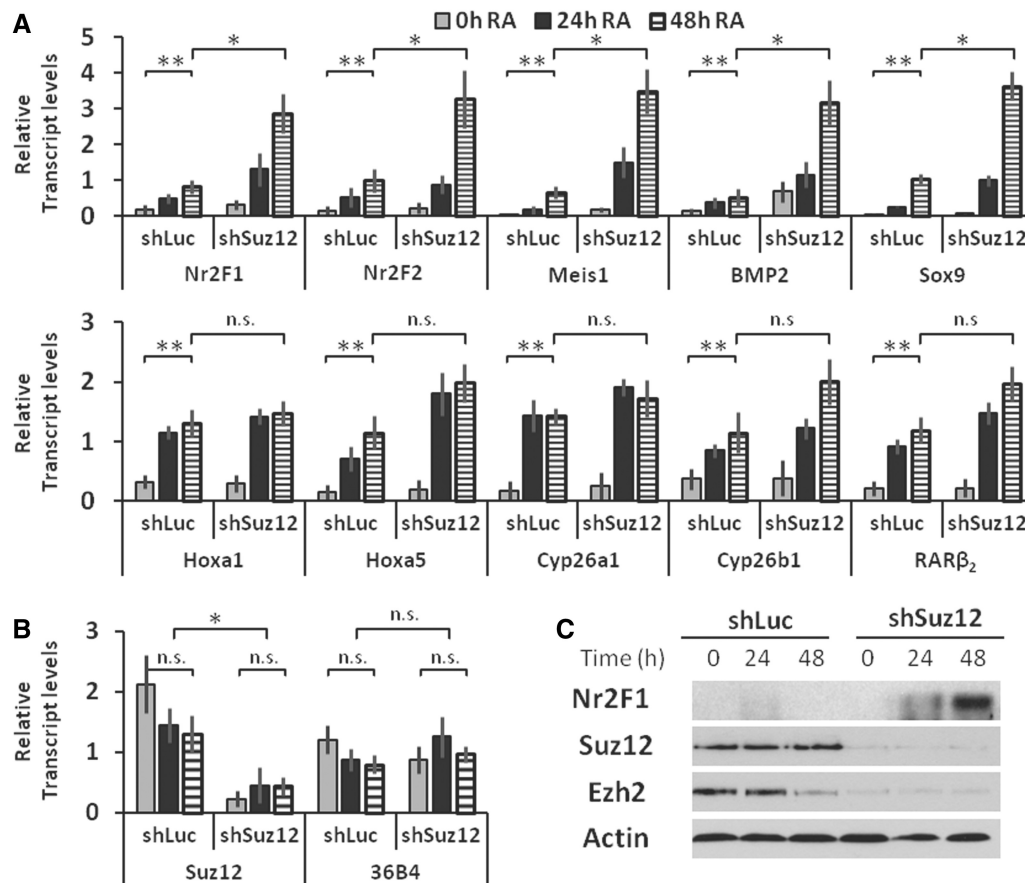 A
0h RA 24h RA 48h RA
Relative
Transcript levels
5
4
3
2
1
0
** * ** * ** * ** * ** *
shLuc shSuz12 shLuc shSuz12 shLuc shSuz12 shLuc shSuz12 shLuc shSuz12
Nr2F1 Nr2F2 Meis1 BMP2 Sox9
Relative
Transcript levels
3
2
1
0
n.s. n.s. n.s. n.s n.s
** ** ** ** **
shLuc shSuz12 shLuc shSuz12 shLuc shSuz12 shLuc shSuz12 shLuc shSuz12
Hoxa1 Hoxa5 Cyp26a1 Cyp26b1 RARβ₂
B
Relative
Transcript levels
3
2
1
0
* n.s.
n.s. n.s. n.s. n.s.
shLuc shSuz12 shLuc shSuz12
Suz12 36B4
C
shLuc shSuz12
Time (h) 0 24 48 0 24 48
Nr2F1
Suz12
Ezh2
Actin